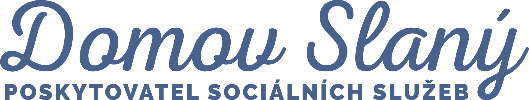 Domov Slaný
POSKYTOVATEL SOCIÁLNÍCH SLUŽEB